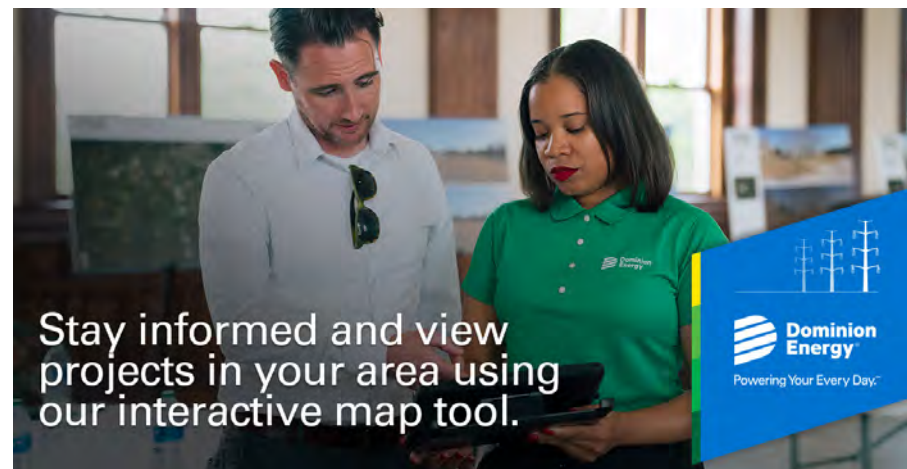 Dominion
Energy
Stay informed and view
projects in your area using
our interactive map tool.
Dominion
Energy®
Powering Your Every Day.℠